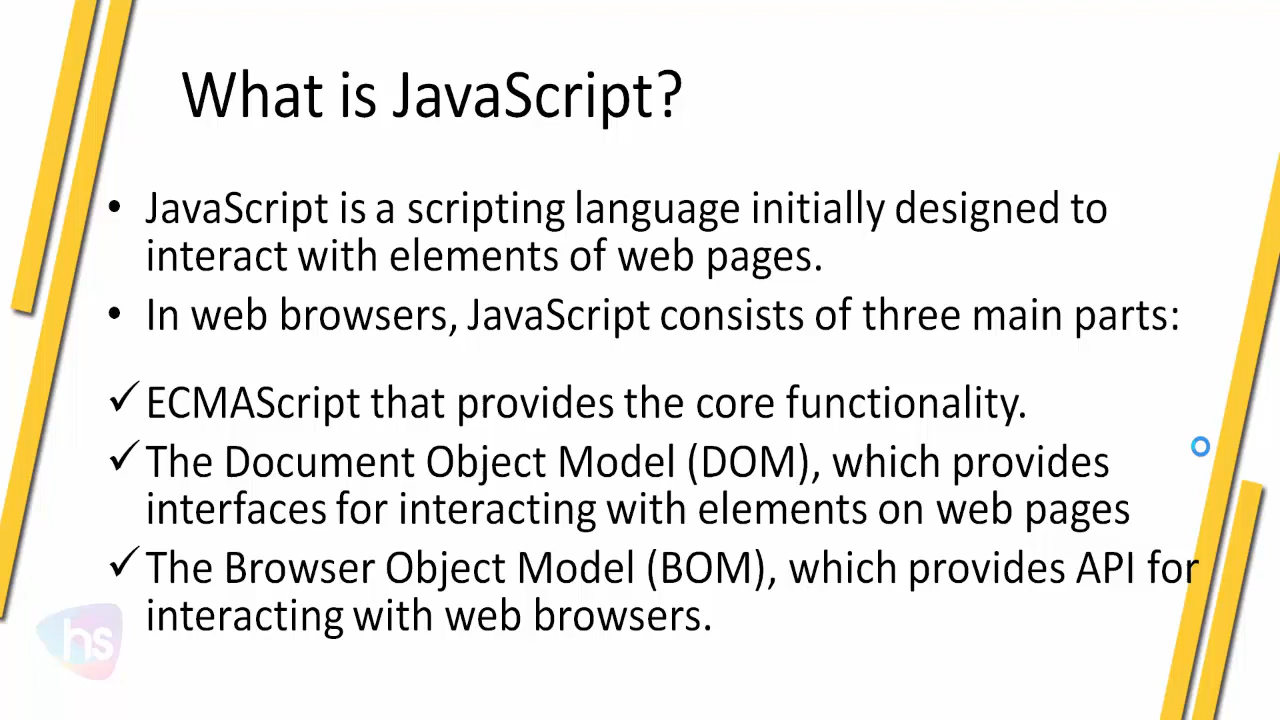 What is JavaScript?
• JavaScript is a scripting language initially designed to
interact with elements of web pages.
• In web browsers, JavaScript consists of three main parts:
✓ ECMAScript that provides the core functionality.
✓ The Document Object Model (DOM), which provides
interfaces for interacting with elements on web pages
✓ The Browser Object Model (BOM), which provides API for
interacting with web browsers.
hs